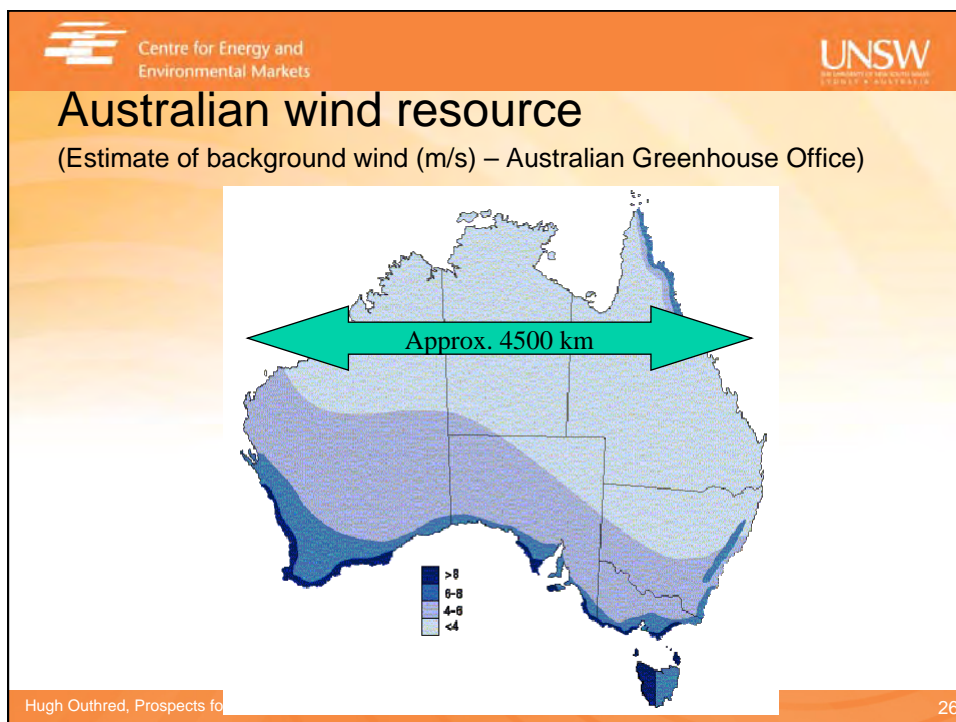 Centre for Energy and
Environmental Markets
UNSW
Australian wind resource
(Estimate of background wind (m/s) – Australian Greenhouse Office)
Approx. 4500 km
>8
6-8
4-6
<4
Hugh Outhred, Prospects fo
26